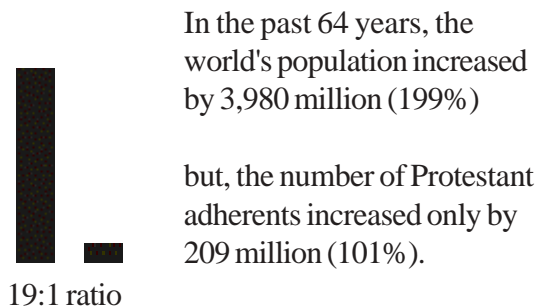 In the past 64 years, the
world's population increased
by 3,980 million (199%)
but, the number of Protestant
adherents increased only by
209 million (101%).
19:1 ratio